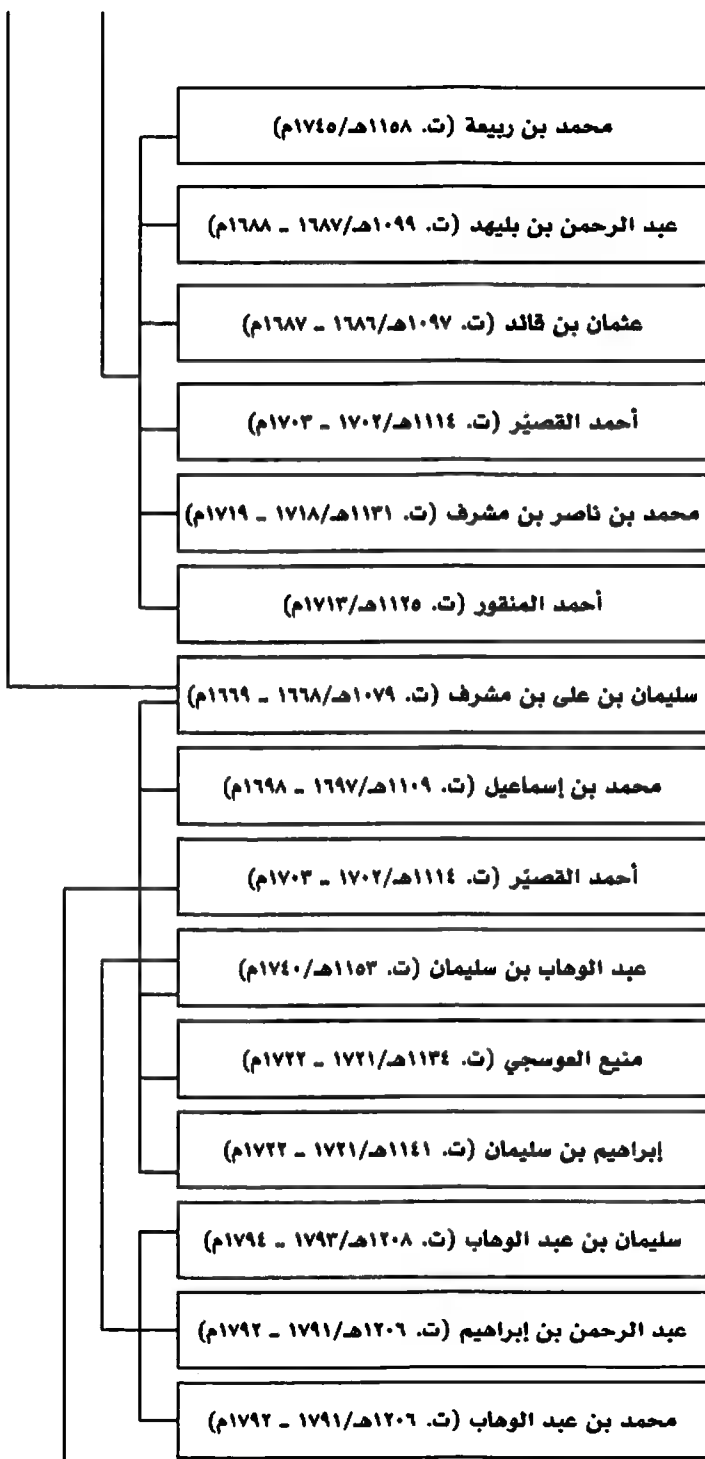 محمد بن ربيعة (ت. ١١٥٨هـ/١٧٤٥م)
عبد الرحمن بن بليهد (ت. ١٠٩٩هـ/١٦٨٧ ـ ١٦٨٨م)
عثمان بن قائد (ت. ١٠٩٧هـ/١٦٨٦ ـ ١٦٨٧م)
أحمد القصيّر (ت. ١١١٤هـ/١٧٠٢ ـ ١٧٠٣م)
محمد بن ناصر بن مشرف (ت. ١١٣١هـ/١٧١٨ ـ ١٧١٩م)
أحمد المنقور (ت. ١١٢٥هـ/١٧١٣م)
سليمان بن علي بن مشرف (ت. ١٠٧٩هـ/١٦٦٨ ـ ١٦٦٩م)
محمد بن إسماعيل (ت. ١١٠٩هـ/١٦٩٧ ـ ١٦٩٨م)
أحمد القصيّر (ت. ١١١٤هـ/١٧٠٢ ـ ١٧٠٣م)
عبد الوهاب بن سليمان (ت. ١١٥٣هـ/١٧٤٠م)
منيع العوسجي (ت. ١١٣٤هـ/١٧٢١ ـ ١٧٢٢م)
إبراهيم بن سليمان (ت. ١١٤١هـ/١٧٢١ ـ ١٧٢٢م)
سليمان بن عبد الوهاب (ت. ١٢٠٨هـ/١٧٩٣ ـ ١٧٩٤م)
عبد الرحمن بن إبراهيم (ت. ١٢٠٦هـ/١٧٩١ ـ ١٧٩٢م)
محمد بن عبد الوهاب (ت. ١٢٠٦هـ/١٧٩١ ـ ١٧٩٢م)